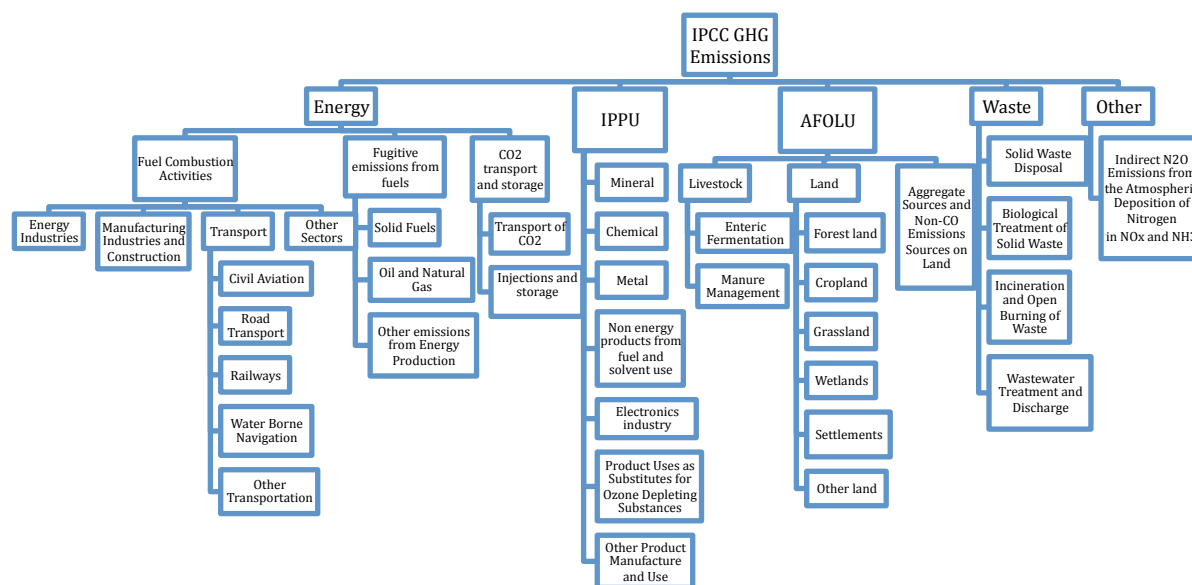 IPCC GHG
Emissions
Energy
IPPU
AFOLU
Waste
Other
Fuel Combustion
Activities
Fugitive
emissions from
fuels
CO2
transport
and storage
Energy
Industries
Manufacturing
Industries and
Construction
Transport
Other
Sectors
Civil Aviation
Road
Transport
Railways
Water Borne
Navigation
Other
Transportation
Solid Fuels
Oil and Natural
Gas
Other emissions
from Energy
Production
Transport of
CO2
Injections and
storage
Mineral
Chemical
Metal
Non energy
products from
fuel and
solvent use
Electronics
industry
Product Uses as
Substitutes for
Ozone Depleting
Substances
Other Product
Manufacture
and Use
Livestock
Enteric
Fermentation
Manure
Management
Land
Forest land
Cropland
Grassland
Wetlands
Settlements
Other land
Aggregate
Sources and
Non-CO
Emissions
Sources on
Land
Solid Waste
Disposal
Biological
Treatment of
Solid Waste
Incineration
and Open
Burning of
Waste
Wastewater
Treatment and
Discharge
Indirect N2O
Emissions from
the Atmospheric
Deposition of
Nitrogen
in NOx and NH3